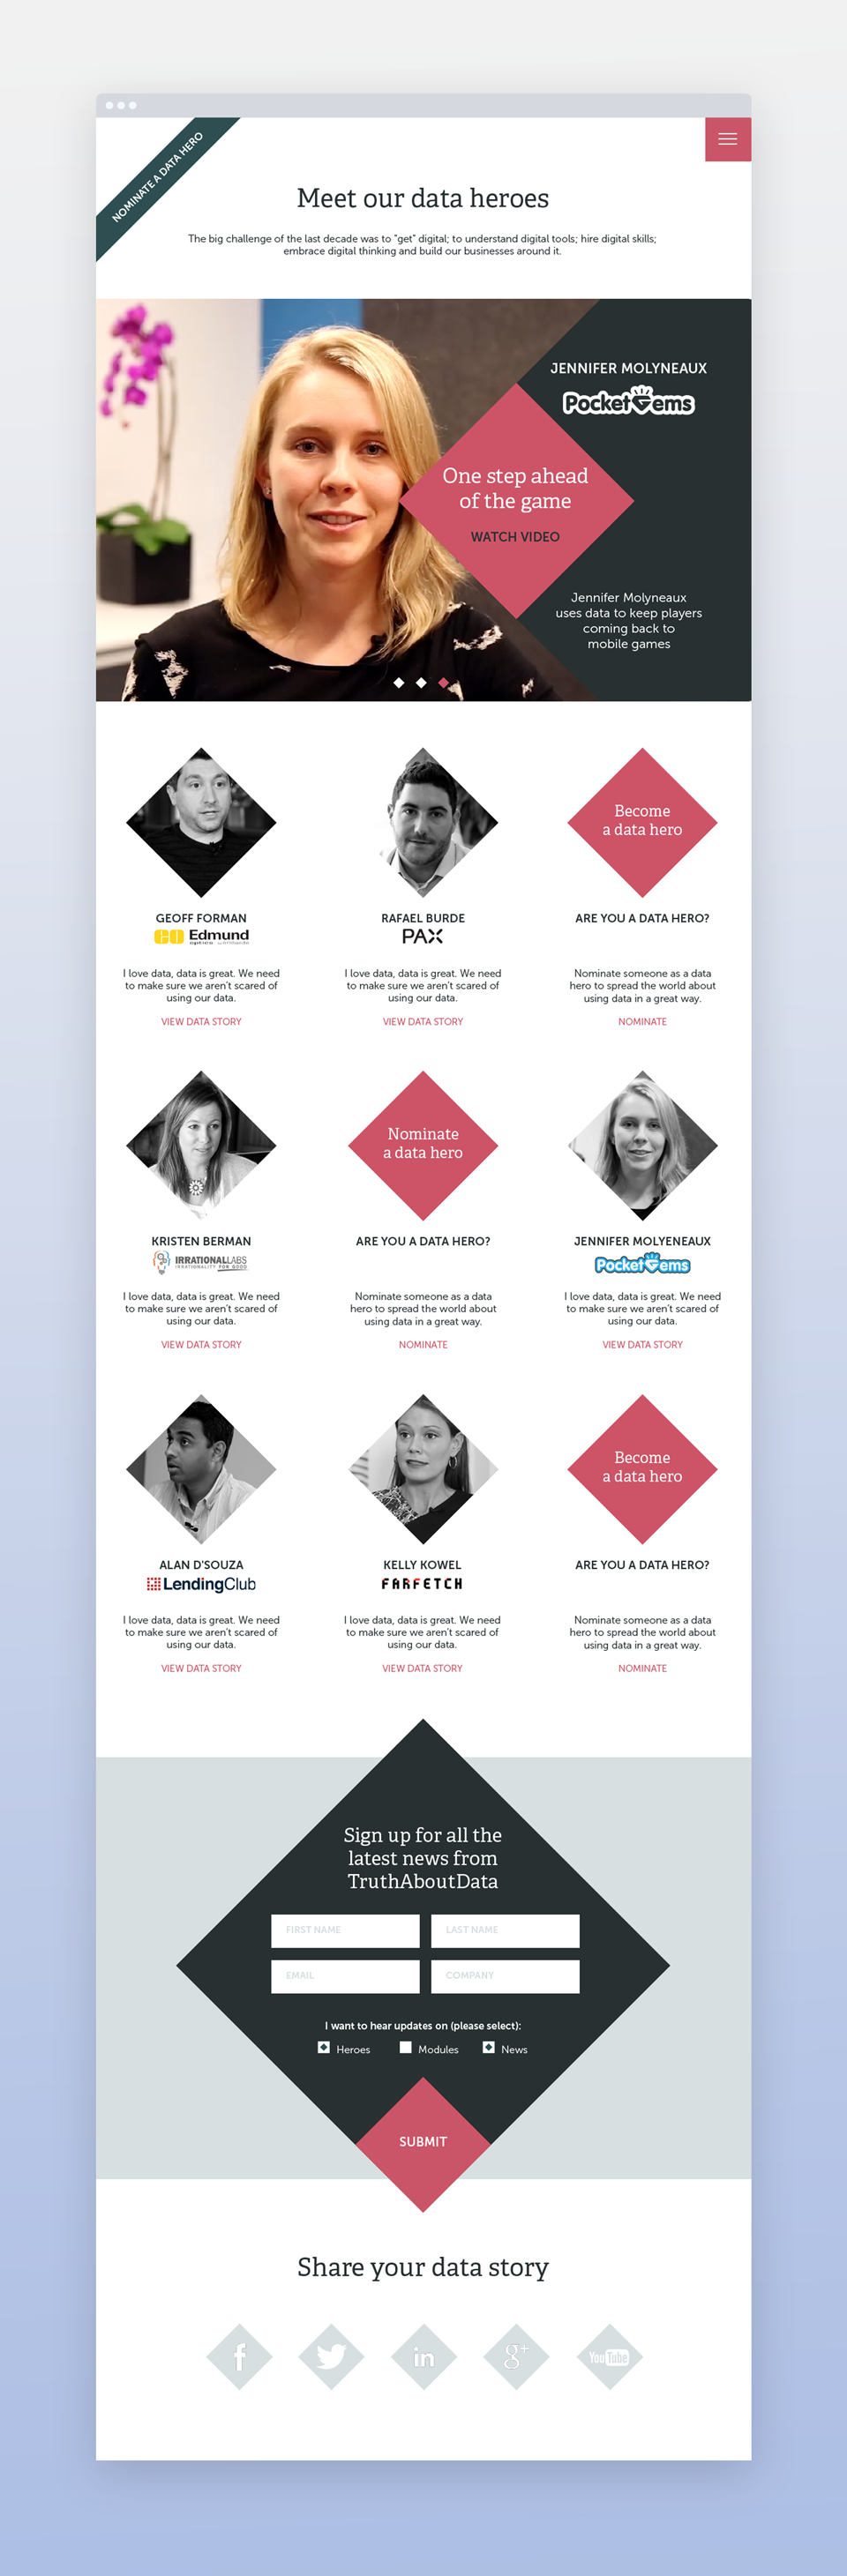 NOMINATE A DATA HERO
Meet our data heroes
The big challenge of the last decade was to "get" digital; to understand digital tools; hire digital skills;
embrace digital thinking and build our businesses around it.
JENNIFER MOLYNEAUX
PocketGems
One step ahead
of the game
WATCH VIDEO
Jennifer Molyneaux
uses data to keep players
coming back to
mobile games
GEOFF FORMAN
EO Edmund
optics
I love data, data is great. We need
to make sure we aren't scared of
using our data.
VIEW DATA STORY
RAFAEL BURDE
PAX
I love data, data is great. We need
to make sure we aren't scared of
using our data.
VIEW DATA STORY
Become
a data hero
ARE YOU A DATA HERO?
Nominate someone as a data
hero to spread the world about
using data in a great way.
NOMINATE
KRISTEN BERMAN
IRRATIONALLABS
IRRATIONALITY FOR GOOD
I love data, data is great. We need
to make sure we aren't scared of
using our data.
VIEW DATA STORY
Nominate
a data hero
ARE YOU A DATA HERO?
Nominate someone as a data
hero to spread the world about
using data in a great way.
NOMINATE
JENNIFER MOLYENEAUX
PocketGems
I love data, data is great. We need
to make sure we aren't scared of
using our data.
VIEW DATA STORY
ALAN D'SOUZA
LendingClub
I love data, data is great. We need
to make sure we aren't scared of
using our data.
VIEW DATA STORY
KELLY KOWEL
FARFETCH
I love data, data is great. We need
to make sure we aren't scared of
using our data.
VIEW DATA STORY
Become
a data hero
ARE YOU A DATA HERO?
Nominate someone as a data
hero to spread the world about
using data in a great way.
NOMINATE
Sign up for all the
latest news from
TruthAboutData
FIRST NAME
LAST NAME
EMAIL
COMPANY
I want to hear updates on (please select):
Heroes
Modules
News
SUBMIT
Share your data story
f
in
g+
YouTube